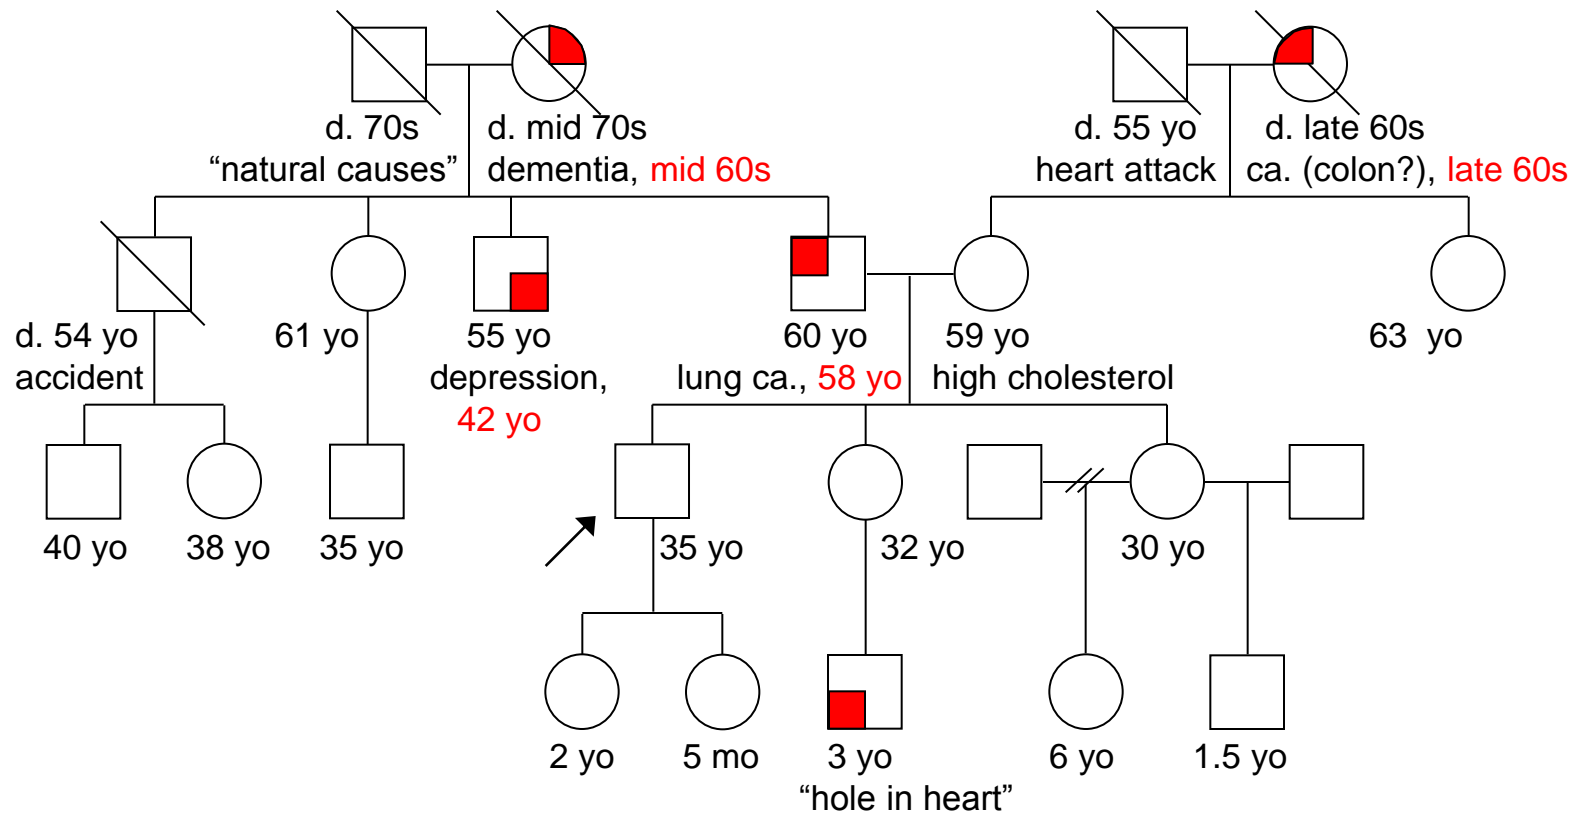 d. 70s
“natural causes”
d. mid 70s
dementia, mid 60s
d. 55 yo
heart attack
d. late 60s
ca. (colon?), late 60s
d. 54 yo
accident
61 yo
55 yo
depression,
42 yo
60 yo
lung ca., 58 yo
59 yo
high cholesterol
63 yo
40 yo
38 yo
35 yo
35 yo
32 yo
30 yo
2 yo
5 mo
3 yo
“hole in heart”
6 yo
1.5 yo